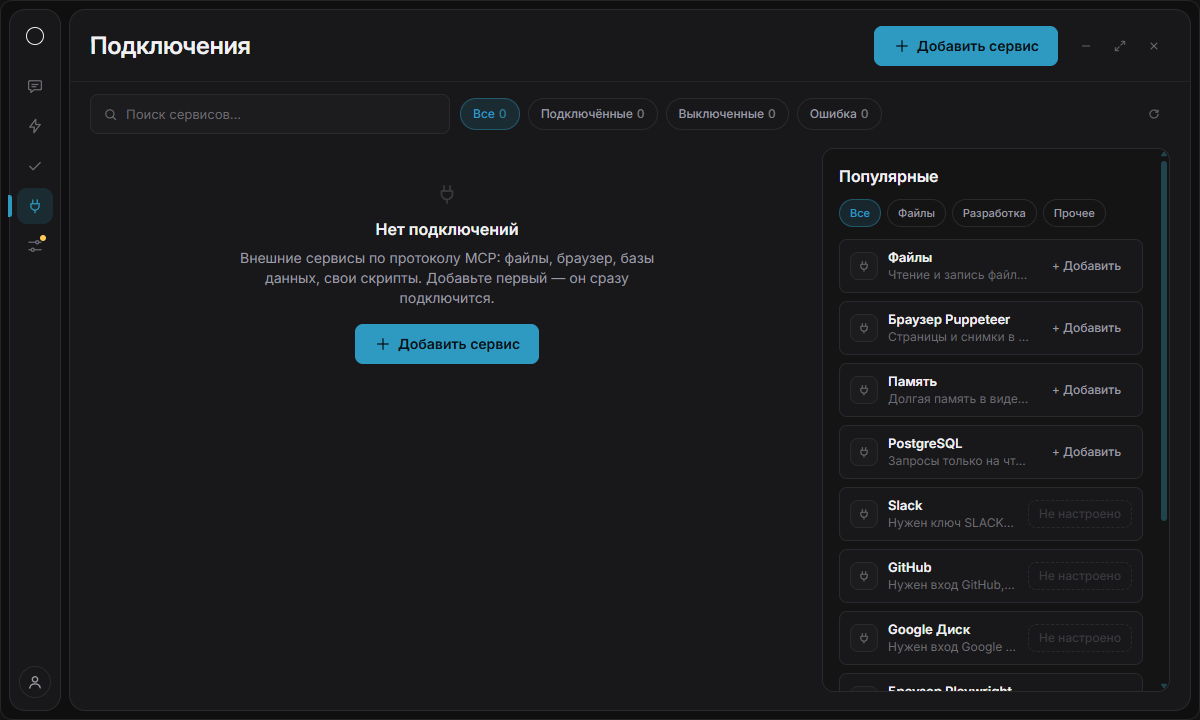 Подключения
+ Добавить сервис
Поиск сервисов...
Все 0
Подключённые 0
Выключенные 0
Ошибка 0
Нет подключений
Внешние сервисы по протоколу MCP: файлы, браузер, базы
данных, свои скрипты. Добавьте первый — он сразу
подключится.
+ Добавить сервис
Популярные
Все
Файлы
Разработка
Прочее
Файлы
Чтение и запись файл...
+ Добавить
Браузер Puppeteer
Страницы и снимки в ...
+ Добавить
Память
Долгая память в виде...
+ Добавить
PostgreSQL
Запросы только на чт...
+ Добавить
Slack
Нужен ключ SLACK...
Не настроено
GitHub
Нужен вход GitHub,...
Не настроено
Google Диск
Нужен вход Google ...
Не настроено
Браузер Playwright